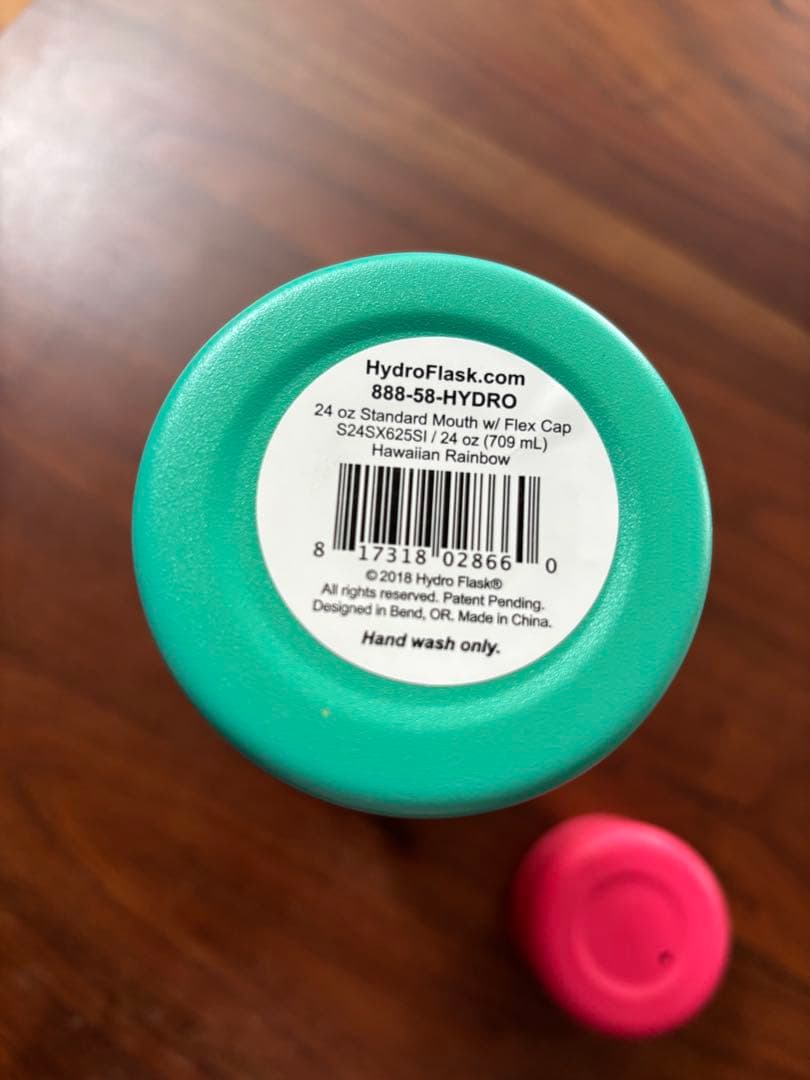 HydroFlask.com
888-58-HYDRO
24 oz Standard Mouth w/ Flex Cap
S24SX625SI / 24 oz (709 mL)
Hawaiian Rainbow
8 17318 02866 0
© 2018 Hydro Flask®
All rights reserved. Patent Pending.
Designed in Bend, OR. Made in China.
Hand wash only.